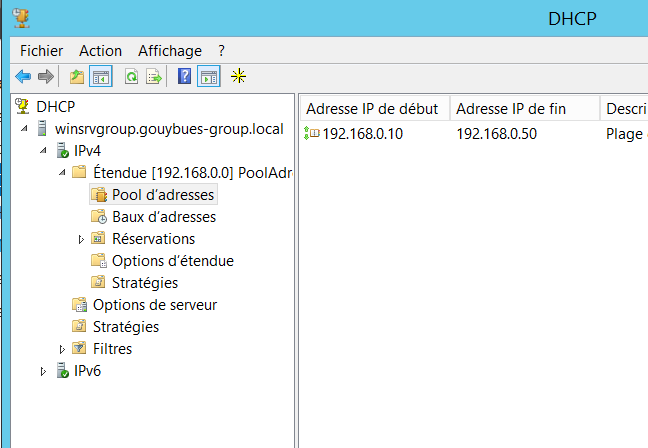 DHCP
Fichier Action Affichage ?
DHCP
winsrvgroup.gouybues-group.local
IPv4
Étendue [192.168.0.0] PoolAdr
Pool d'adresses
Baux d'adresses
Réservations
Options d'étendue
Stratégies
Options de serveur
Stratégies
Filtres
IPv6
Adresse IP de début Adresse IP de fin Descri
192.168.0.10 192.168.0.50 Plage